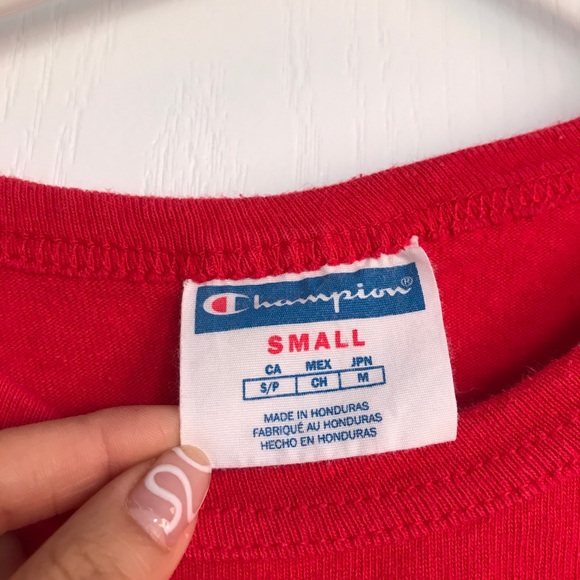 Champion®
SMALL
CA MEX JPN
S/P CH M
MADE IN HONDURAS
FABRIQUÉ AU HONDURAS
HECHO EN HONDURAS